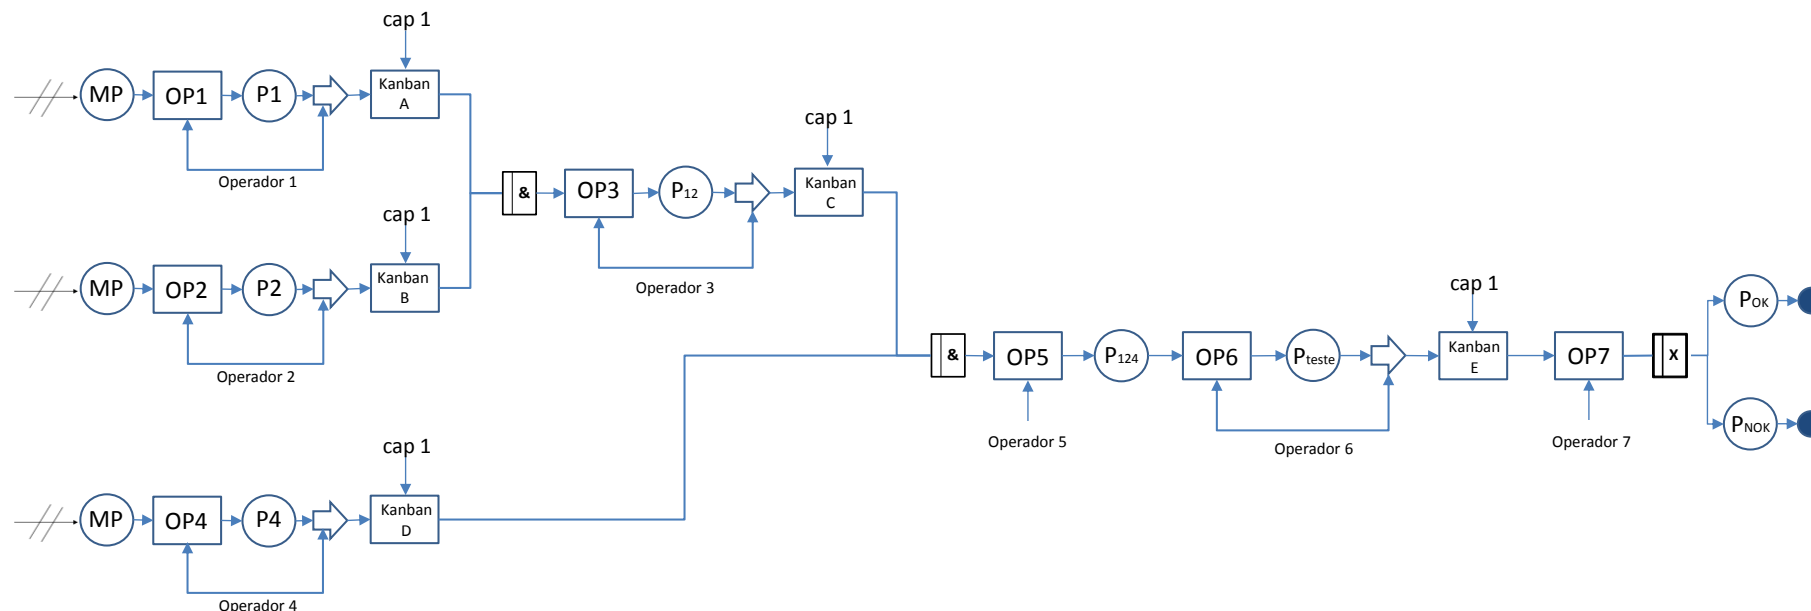 cap 1
MP
OP1
P1
Kanban
A
Operador 1
cap 1
MP
OP2
P2
Kanban
B
Operador 2
&
OP3
P12
cap 1
Kanban
C
Operador 3
cap 1
MP
OP4
P4
Kanban
D
Operador 4
&
OP5
Operador 5
P124
OP6
Pteste
Operador 6
cap 1
Kanban
E
OP7
Operador 7
X
POK
PNOK